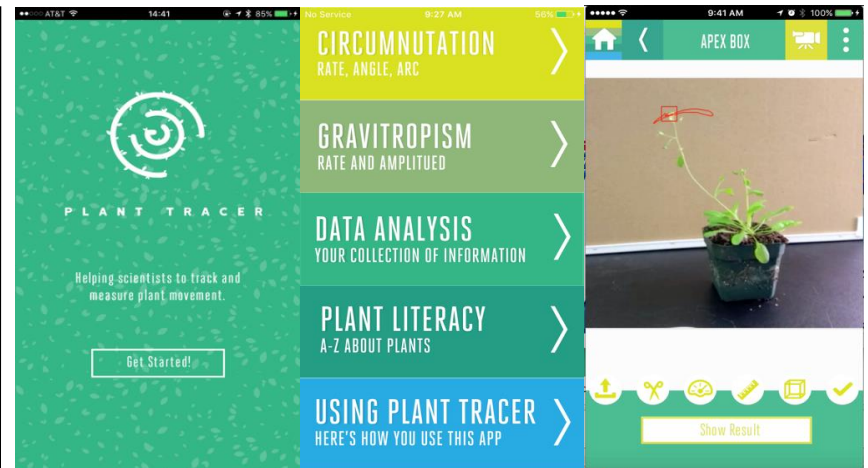 AT&T 14:41 85%
PLANT TRACER
Helping scientists to track and
measure plant movement.
Get Started!
No Service 9:27 AM 56%
CIRCUMNUTATION
RATE, ANGLE, ARC
GRAVITROPISM
RATE AND AMPLITUED
DATA ANALYSIS
YOUR COLLECTION OF INFORMATION
PLANT LITERACY
A-Z ABOUT PLANTS
USING PLANT TRACER
HERE'S HOW YOU USE THIS APP
9:41 AM 100%
APEX BOX
Show Result